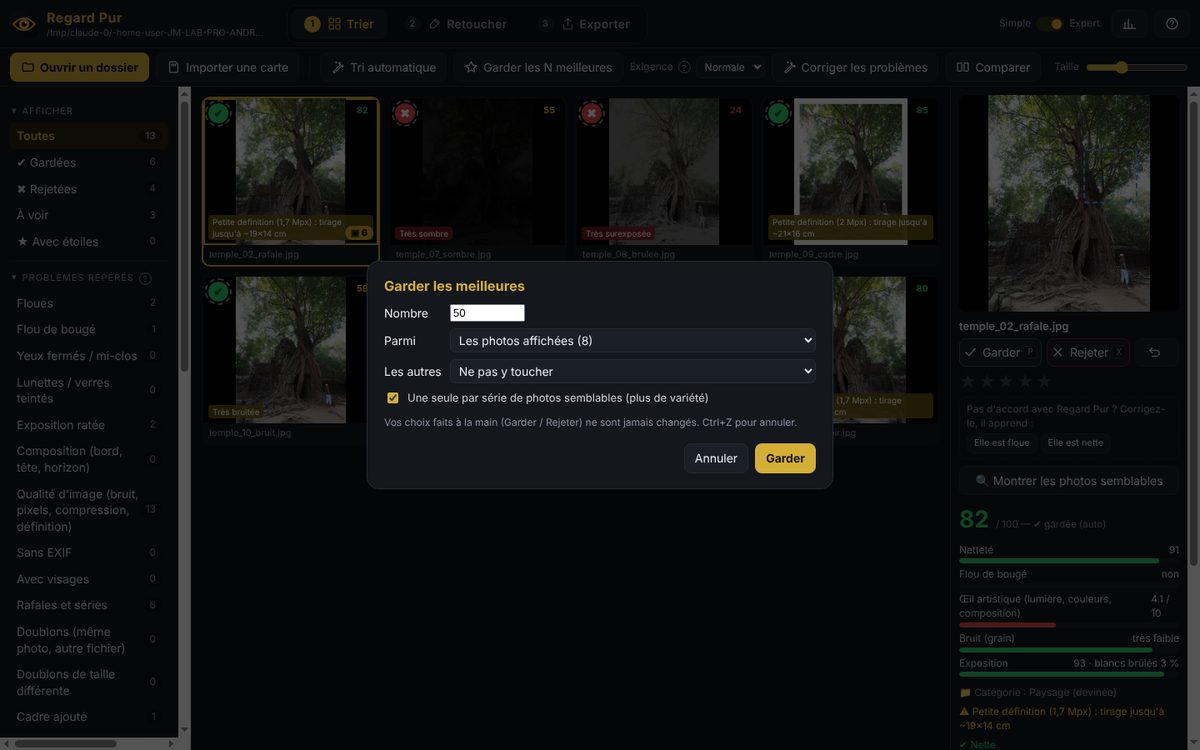 Regard Pur
/tmp/claude-0/-home-user-JM-LAB-PRO-ANDR...
1 Trier
2 Retoucher
3 Exporter
Simple Expert
Ouvrir un dossier
Importer une carte
Tri automatique
Garder les N meilleures
Exigence ? Normale
Corriger les problèmes
Comparer
Taille
AFFICHER
Toutes 13
✔ Gardées 6
✖ Rejetées 4
À voir 3
★ Avec étoiles 0
PROBLÈMES REPÉRÉS ?
Floues 2
Flou de bougé 1
Yeux fermés / mi-clos 0
Lunettes / verres
teintés 0
Exposition ratée 2
Composition (bord,
tête, horizon) 0
Qualité d'image (bruit,
pixels, compression,
définition) 13
Sans EXIF 0
Avec visages 0
Rafales et séries 6
Doublons (même
photo, autre fichier) 0
Doublons de taille
différente 0
Cadre ajouté 1
82
Petite définition (1,7 Mpx) : tirage
jusqu'à ~19×14 cm
6
temple_02_rafale.jpg
55
Très sombre
temple_07_sombre.jpg
24
Très surexposée
temple_08_brulee.jpg
85
Petite définition (2 Mpx) : tirage
jusqu'à ~21×16 cm
temple_09_cadre.jpg
Très bruitée
temple_10_bruit.jpg
80
(1,7 Mpx) : tirage
Garder les meilleures
Nombre 50
Parmi Les photos affichées (8)
Les autres Ne pas y toucher
Une seule par série de photos semblables (plus de variété)
Vos choix faits à la main (Garder / Rejeter) ne sont jamais changés. Ctrl+Z pour annuler.
Annuler Garder
temple_02_rafale.jpg
Garder P
Rejeter X
Pas d'accord avec Regard Pur ? Corrigez-
le, il apprend :
Elle est floue Elle est nette
Montrer les photos semblables
82 / 100 — ✔ gardée (auto)
Netteté 91
Flou de bougé non
Œil artistique (lumière, couleurs,
composition) 4.1 /
10
Bruit (grain) très faible
Exposition 93 · blancs brûlés 3 %
Catégorie : Paysage (devinée)
⚠ Petite définition (1,7 Mpx) : tirage jusqu'à
~19×14 cm
✔ Nette